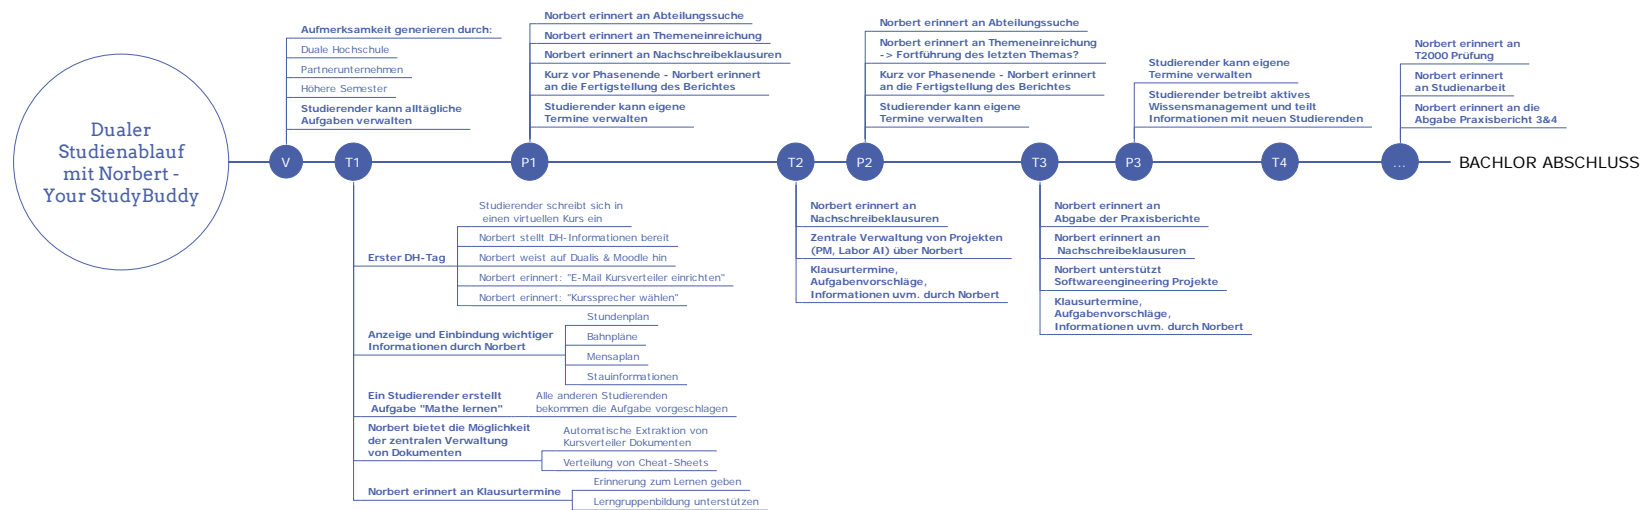 Dualer
Studienablauf
mit Norbert -
Your StudyBuddy
V
Aufmerksamkeit generieren durch:
Duale Hochschule
Partnerunternehmen
Höhere Semester
Studierender kann alltägliche
Aufgaben verwalten
T1
Erster DH-Tag
Studierender schreibt sich in
einen virtuellen Kurs ein
Norbert stellt DH-Informationen bereit
Norbert weist auf Dualis & Moodle hin
Norbert erinnert: "E-Mail Kursverteiler einrichten"
Norbert erinnert: "Kurssprecher wählen"
Anzeige und Einbindung wichtiger
Informationen durch Norbert
Stundenplan
Bahnpläne
Mensaplan
Stauinformationen
Ein Studierender erstellt
Aufgabe "Mathe lernen"
Alle anderen Studierenden
bekommen die Aufgabe vorgeschlagen
Norbert bietet die Möglichkeit
der zentralen Verwaltung
von Dokumenten
Automatische Extraktion von
Kursverteiler Dokumenten
Verteilung von Cheat-Sheets
Norbert erinnert an Klausurtermine
Erinnerung zum Lernen geben
Lerngruppenbildung unterstützen
P1
Norbert erinnert an Abteilungssuche
Norbert erinnert an Themeneinreichung
Norbert erinnert an Nachschreibeklausuren
Kurz vor Phasenende - Norbert erinnert
an die Fertigstellung des Berichtes
Studierender kann eigene
Termine verwalten
T2
Norbert erinnert an
Nachschreibeklausuren
Zentrale Verwaltung von Projekten
(PM, Labor AI) über Norbert
Klausurtermine,
Aufgabenvorschläge,
Informationen uvm. durch Norbert
P2
Norbert erinnert an Abteilungssuche
Norbert erinnert an Themeneinreichung
-> Fortführung des letzten Themas?
Kurz vor Phasenende - Norbert erinnert
an die Fertigstellung des Berichtes
Studierender kann eigene
Termine verwalten
T3
Norbert erinnert an
Abgabe der Praxisberichte
Norbert erinnert an
Nachschreibeklausuren
Norbert unterstützt
Softwareengineering Projekte
Klausurtermine,
Aufgabenvorschläge,
Informationen uvm. durch Norbert
P3
Studierender kann eigene
Termine verwalten
Studierender betreibt aktives
Wissensmanagement und teilt
Informationen mit neuen Studierenden
T4
...
Norbert erinnert an
T2000 Prüfung
Norbert erinnert
an Studienarbeit
Norbert erinnert an die
Abgabe Praxisbericht 3&4
BACHLOR ABSCHLUSS